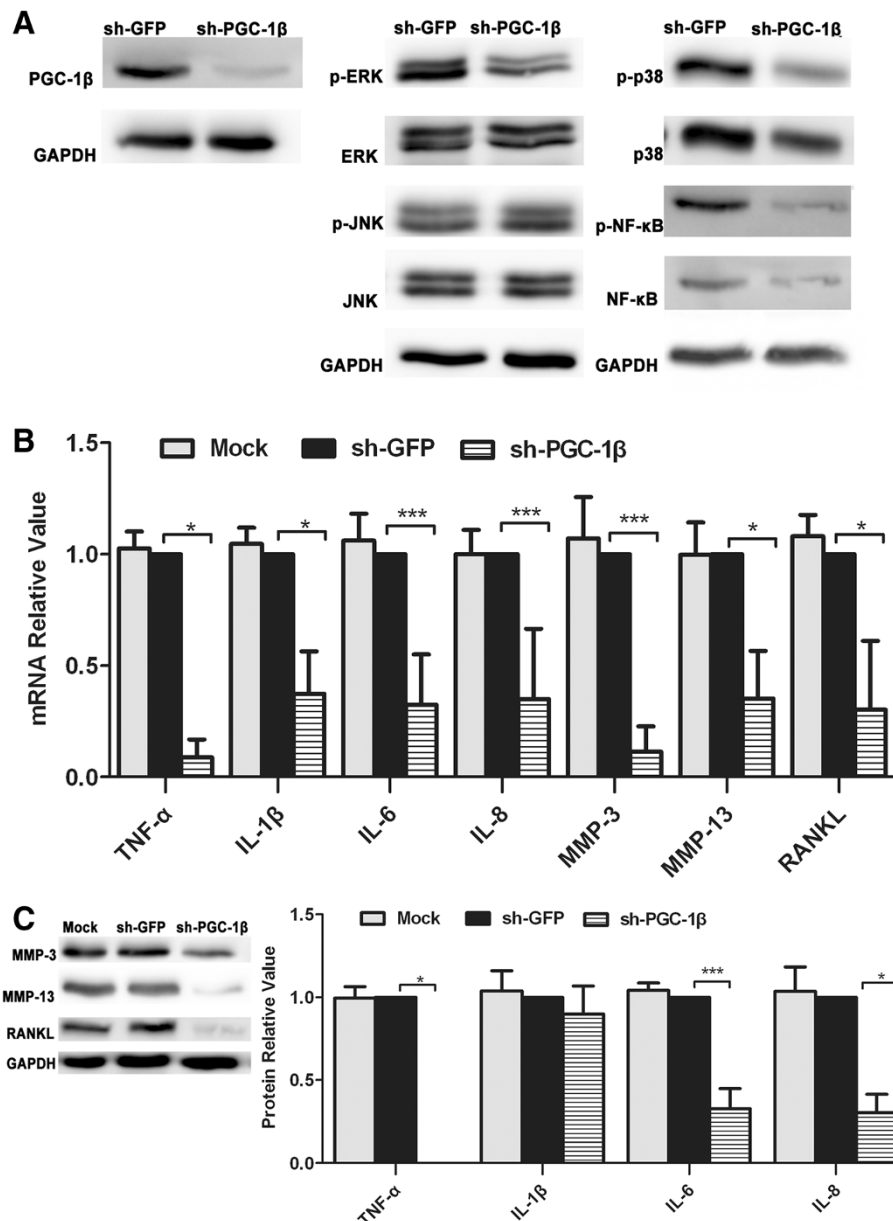 A
sh-GFP sh-PGC-1β
PGC-1β
GAPDH
sh-GFP sh-PGC-1β
p-ERK
ERK
p-JNK
JNK
GAPDH
sh-GFP sh-PGC-1β
p-p38
p38
p-NF-κB
NF-κB
GAPDH
B
Mock sh-GFP sh-PGC-1β
mRNA Relative Value
1.5
1.0
0.5
0.0
* * *** *** *** * *
TNF-α IL-1β IL-6 IL-8 MMP-3 MMP-13 RANKL
C
Mock sh-GFP sh-PGC-1β
MMP-3
MMP-13
RANKL
GAPDH
Mock sh-GFP sh-PGC-1β
Protein Relative Value
1.5
1.0
0.5
0.0
* *** *
TNF-α IL-1β IL-6 IL-8